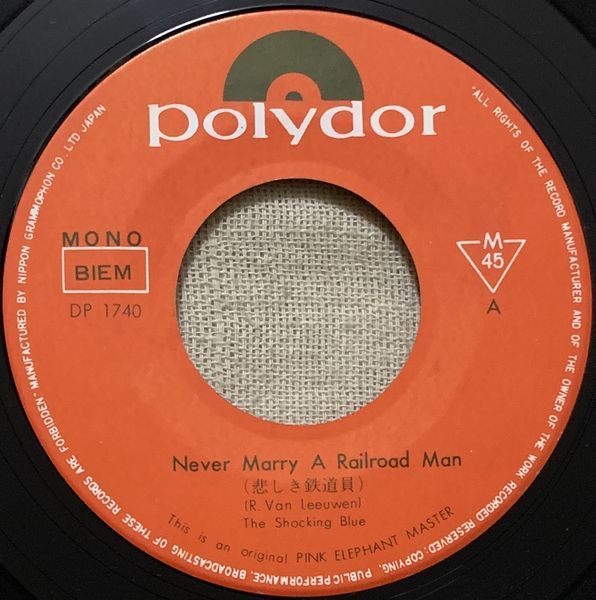 polydor
MONO
BIEM
DP 1740
M
45
A
Never Marry A Railroad Man
(悲しき鉄道員)
(R. Van Leeuwen)
The Shocking Blue
This is an original PINK ELEPHANT MASTER
"ALL RIGHTS OF THE RECORD MANUFACTURER AND OF THE OWNER OF THE WORK RECORDED RESERVED. COPYING, PUBLIC PERFORMANCE, BROADCASTING OF THESE RECORDS ARE FORBIDDEN" MANUFACTURED BY NIPPON GRAMMOPHON CO. LTD JAPAN